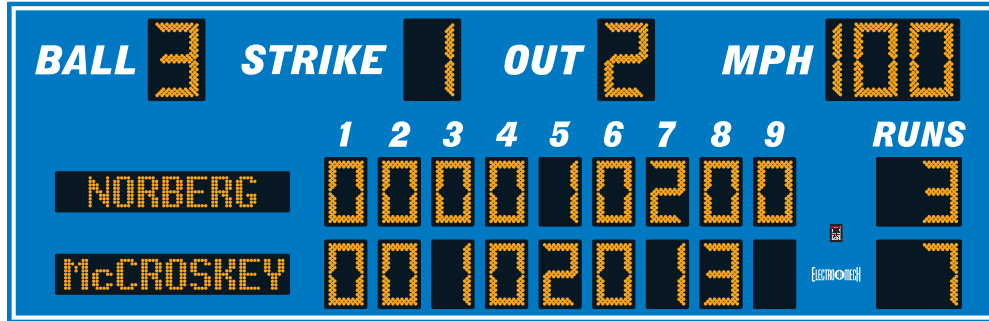 BALL 3 STRIKE 1 OUT 2 MPH 100
1 2 3 4 5 6 7 8 9 RUNS
NORBERG 0 0 0 0 1 0 2 0 0 3
McCROSKEY 0 0 1 0 2 0 1 3 7
ELECTRO-MECH